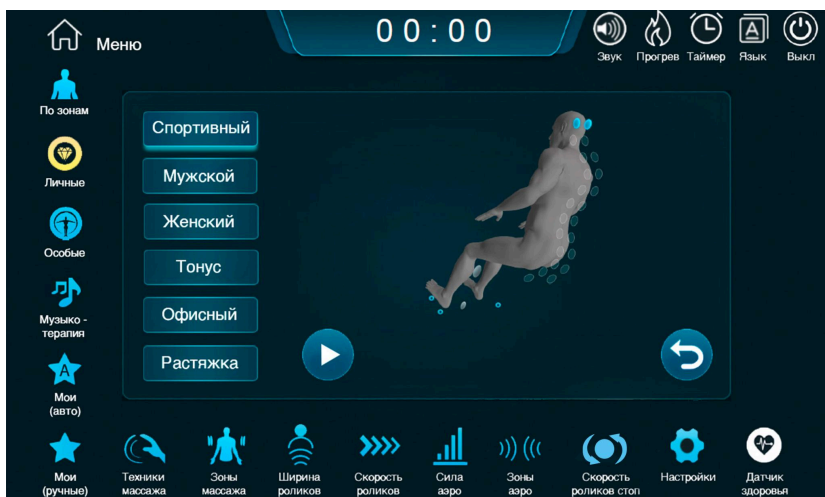 Меню
00:00
Звук
Прогрев
Таймер
A
Язык
Выкл
По зонам
Личные
Особые
Музыко -
терапия
A
Мои
(авто)
Мои
(ручные)
Спортивный
Мужской
Женский
Тонус
Офисный
Растяжка
Техники
массажа
Зоны
массажа
Ширина
роликов
Скорость
роликов
Сила
аэро
Зоны
аэро
Скорость
роликов стоп
Настройки
Датчик
здоровья